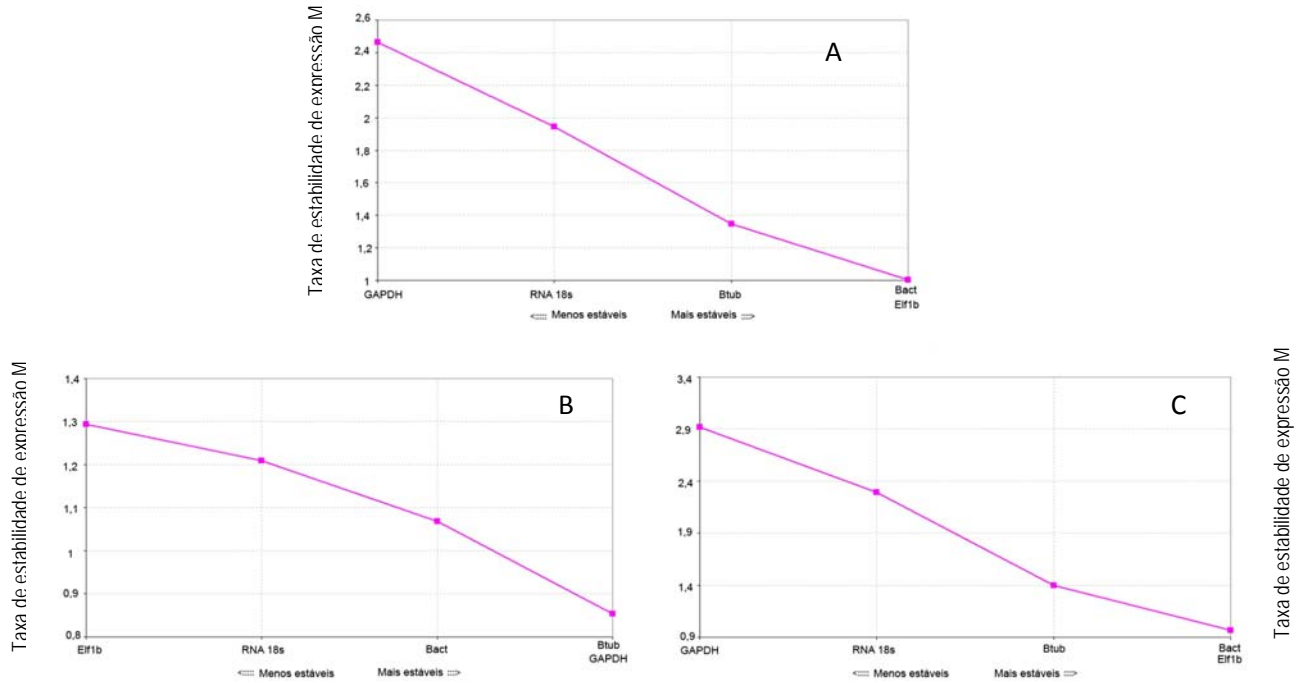 Taxa de estabilidade de expressão M
2,6
2,4
2,2
2
1,8
1,6
1,4
1,2
1
A
GAPDH
RNA 18s
Btub
Bact
Elf1b
Menos estáveis
Mais estáveis
Taxa de estabilidade de expressão M
1,4
1,3
1,2
1,1
1
0,9
0,8
B
Elf1b
RNA 18s
Bact
Btub
GAPDH
Menos estáveis
Mais estáveis
3,4
2,9
2,4
1,9
1,4
0,9
C
GAPDH
RNA 18s
Btub
Bact
Elf1b
Menos estáveis
Mais estáveis
Taxa de estabilidade de expressão M